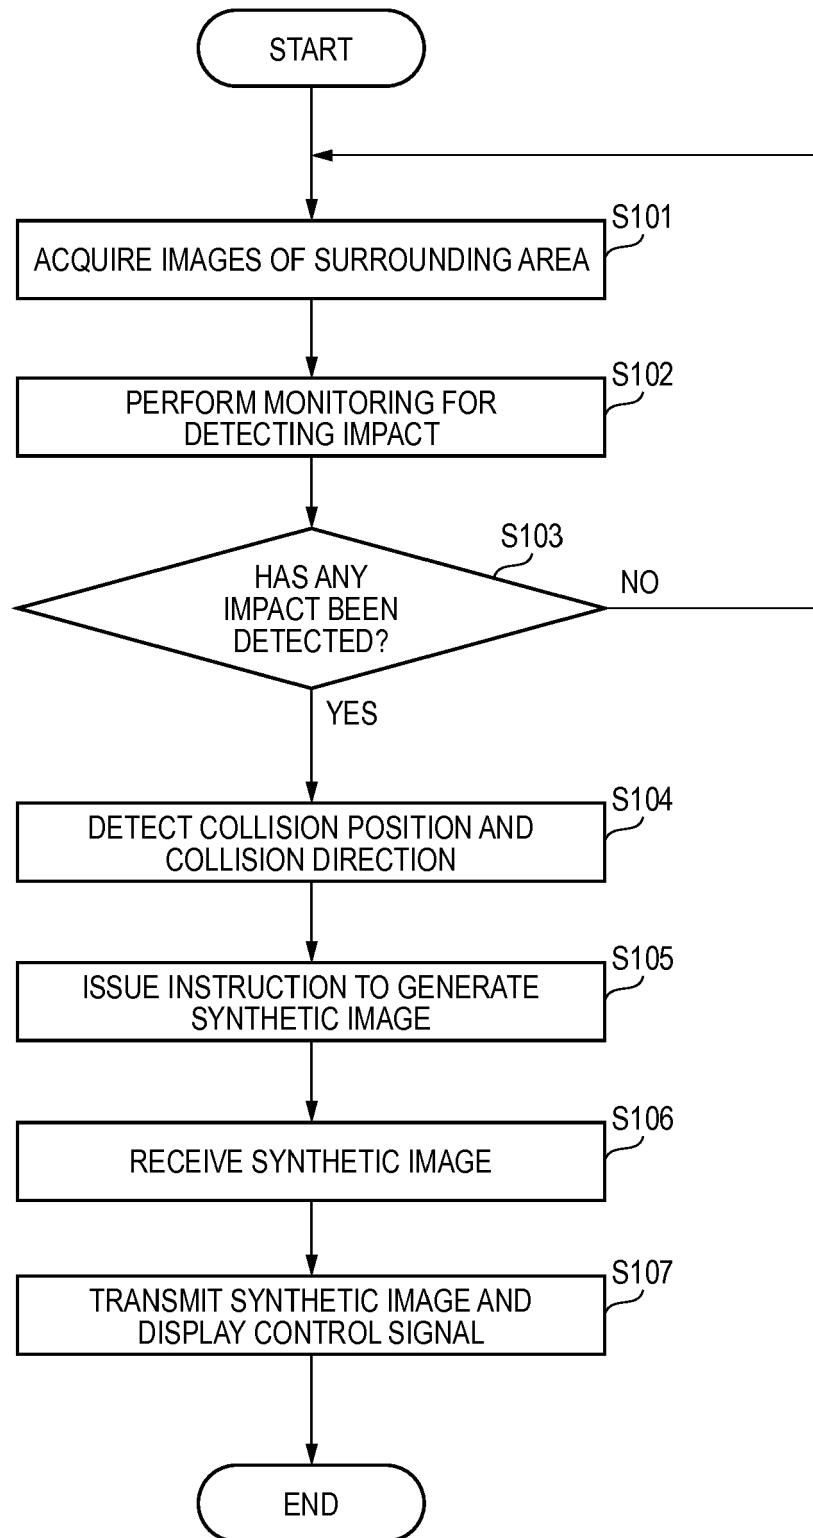 START
S101
ACQUIRE IMAGES OF SURROUNDING AREA
S102
PERFORM MONITORING FOR
DETECTING IMPACT
S103
HAS ANY
IMPACT BEEN
DETECTED?
NO
YES
S104
DETECT COLLISION POSITION AND
COLLISION DIRECTION
S105
ISSUE INSTRUCTION TO GENERATE
SYNTHETIC IMAGE
S106
RECEIVE SYNTHETIC IMAGE
S107
TRANSMIT SYNTHETIC IMAGE AND
DISPLAY CONTROL SIGNAL
END